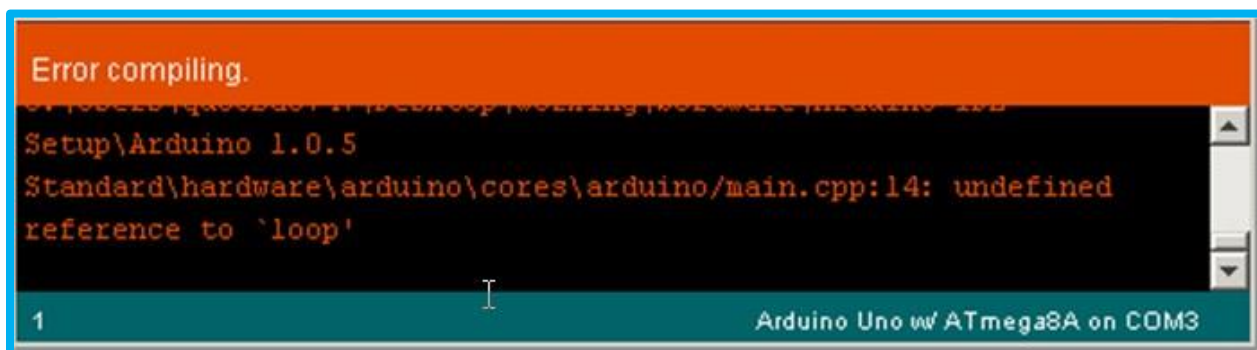 Error compiling.
Setup\Arduino 1.0.5
Standard\hardware\arduino\cores\arduino/main.cpp:14: undefined
reference to `loop'
1 Arduino Uno w/ ATmega8A on COM3